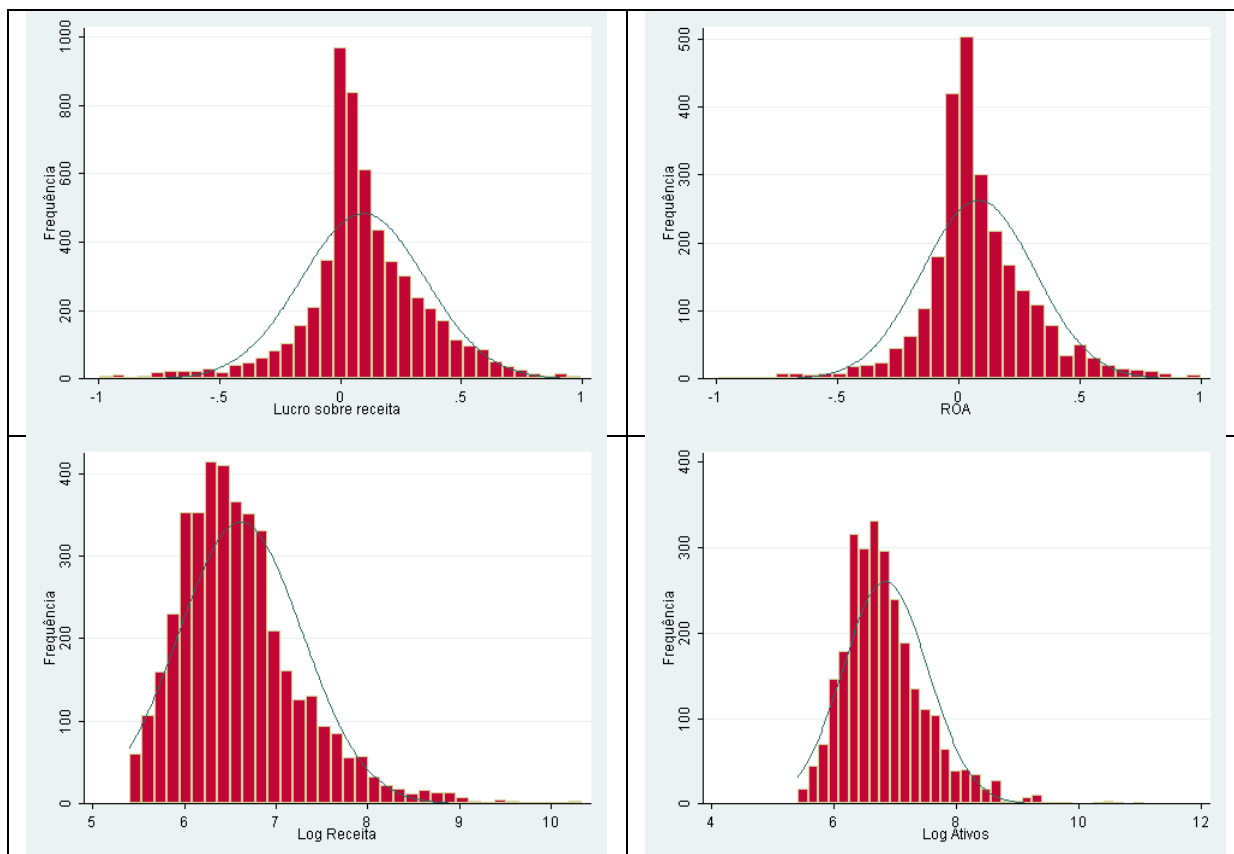 Frequência
0 200 400 600 800 1000
-1 -.5 0 .5 1
Lucro sobre receita
Frequência
0 100 200 300 400 500
-1 -.5 0 .5 1
ROA
Frequência
0 100 200 300 400
5 6 7 8 9 10
Log Receita
Frequência
0 100 200 300 400
4 6 8 10 12
Log Ativos